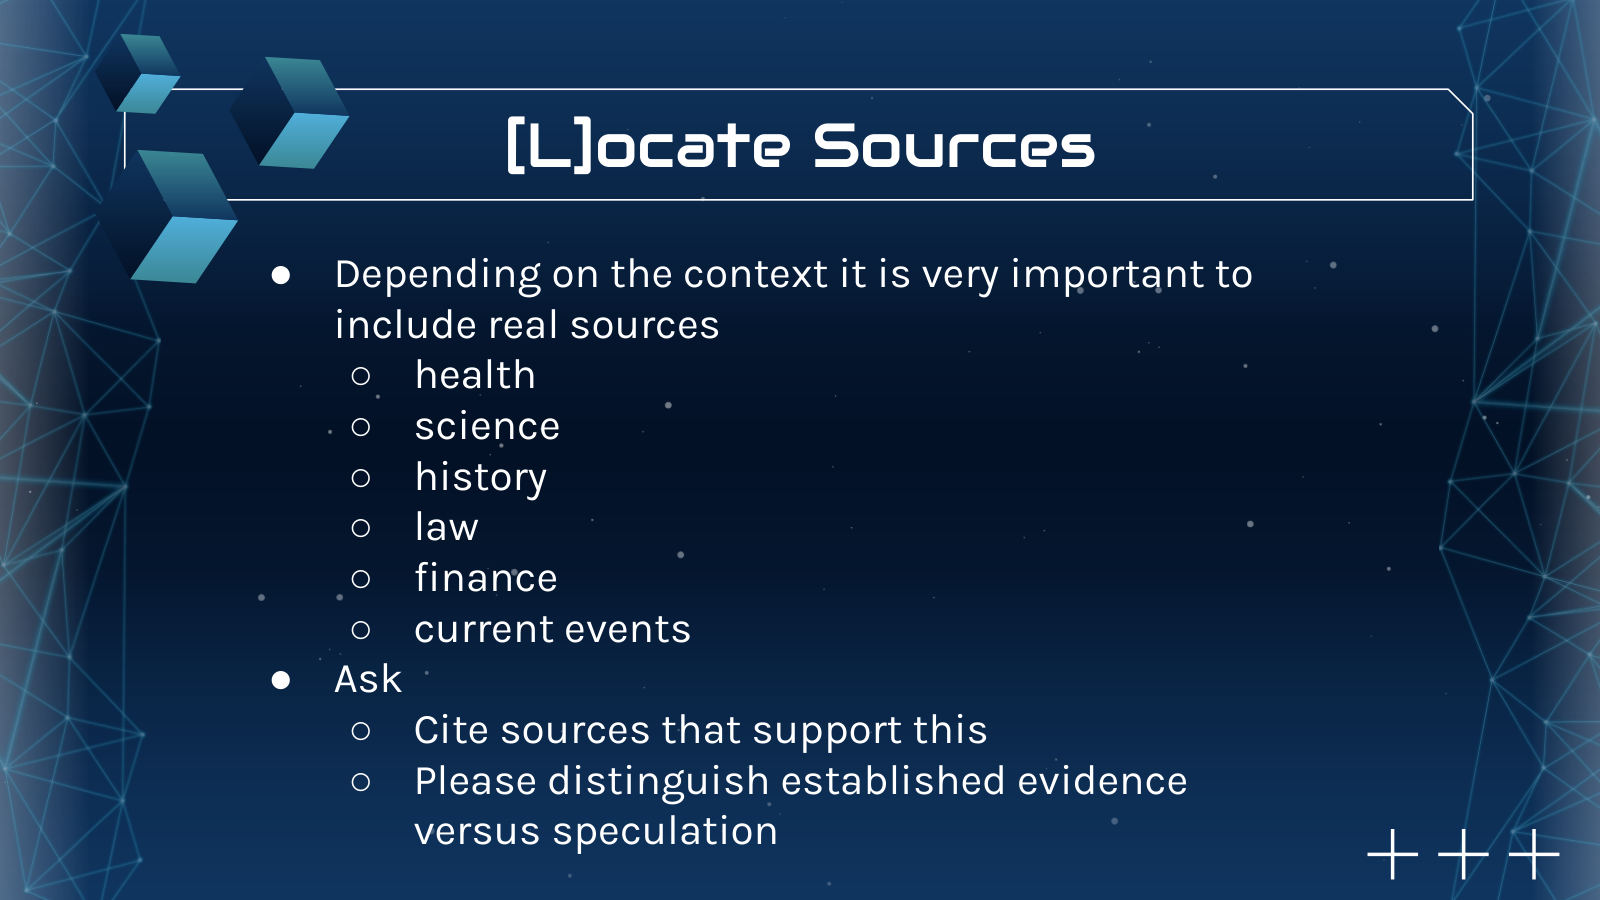 [L]ocate Sources
● Depending on the context it is very important to
include real sources
○ health
○ science
○ history
○ law
○ finance
○ current events
● Ask
○ Cite sources that support this
○ Please distinguish established evidence
versus speculation